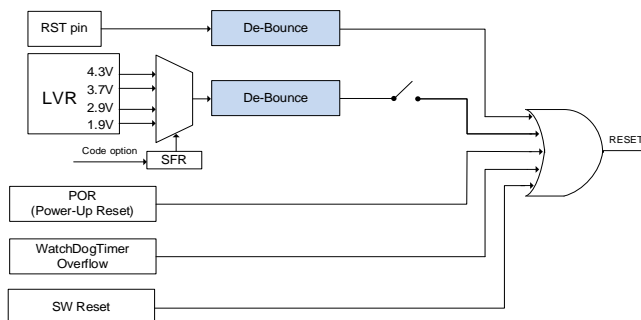 RST pin
De-Bounce
LVR
4.3V
3.7V
2.9V
1.9V
De-Bounce
Code option
SFR
RESET
POR
(Power-Up Reset)
WatchDogTimer
Overflow
SW Reset